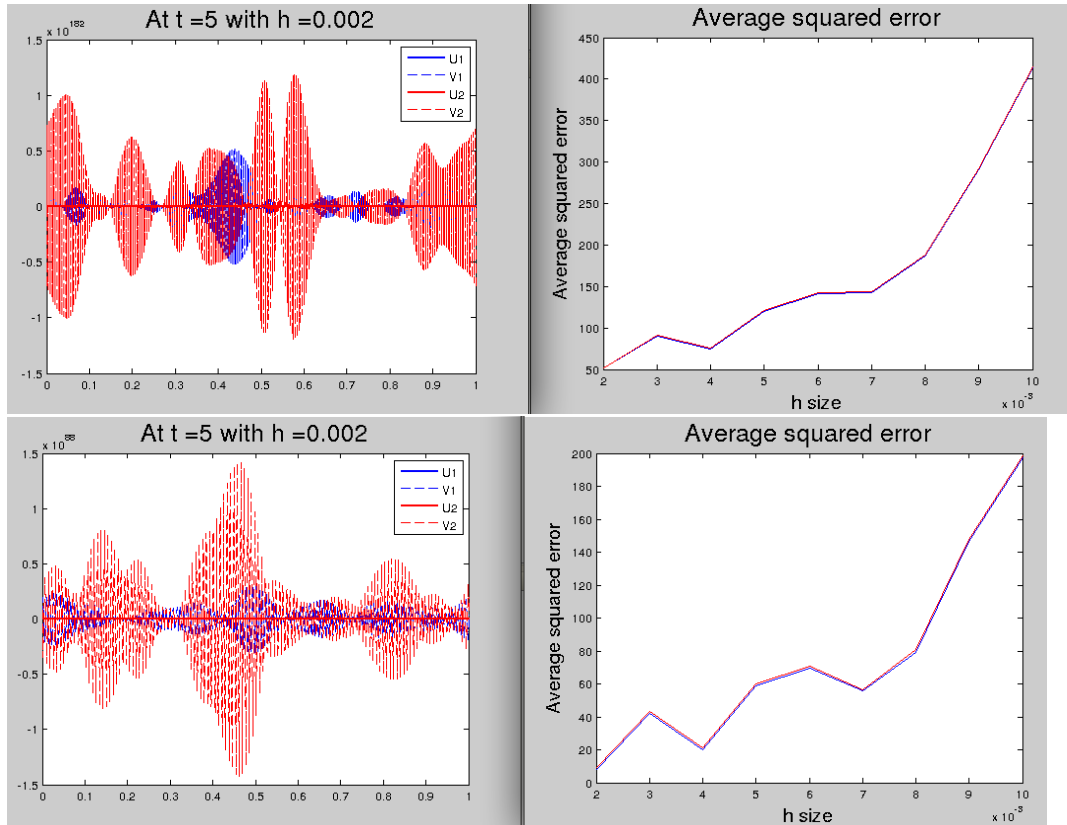 At t =5 with h =0.002
x 10^182
1.5
1
0.5
0
-0.5
-1
-1.5
0 0.1 0.2 0.3 0.4 0.5 0.6 0.7 0.8 0.9 1
U1
V1
U2
V2
Average squared error
Average squared error
450
400
350
300
250
200
150
100
50
2 3 4 5 6 7 8 9 10
h size
x 10^-3
At t =5 with h =0.002
x 10^88
1.5
1
0.5
0
-0.5
-1
-1.5
0 0.1 0.2 0.3 0.4 0.5 0.6 0.7 0.8 0.9 1
U1
V1
U2
V2
Average squared error
Average squared error
200
180
160
140
120
100
80
60
40
20
0
2 3 4 5 6 7 8 9 10
h size
x 10^-3